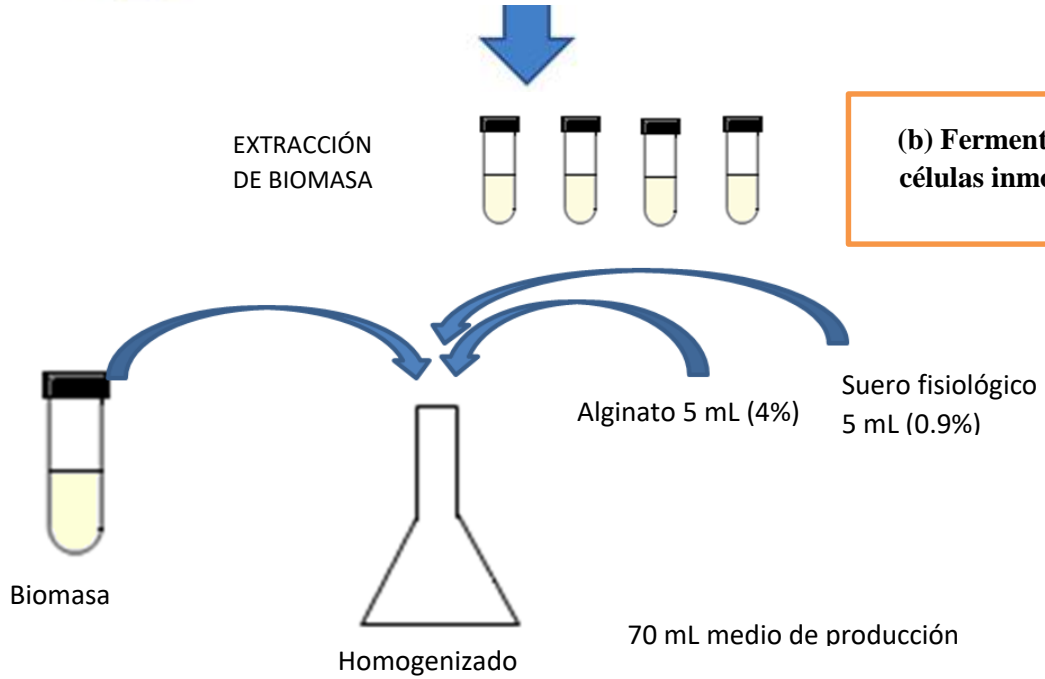 EXTRACCIÓN
DE BIOMASA
(b) Ferment
células inmo
Alginato 5 mL (4%)
Suero fisiológico
5 mL (0.9%)
Biomasa
Homogenizado
70 mL medio de producción